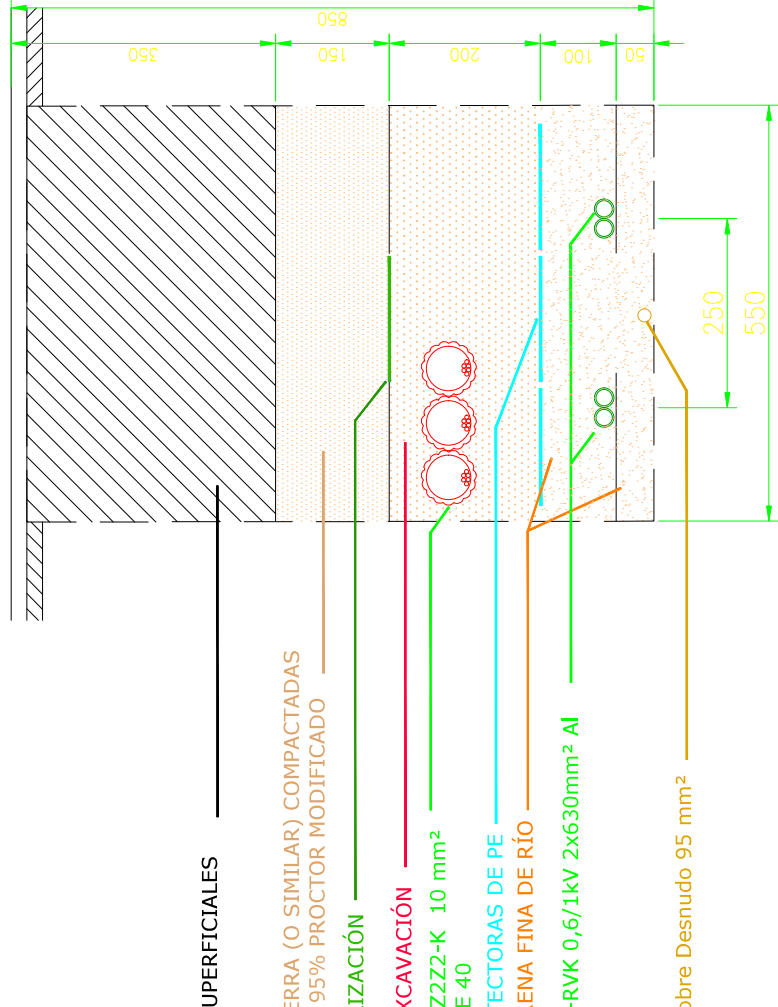 850
350
150
200
100
50
250
550
UPERFICIALES
ERRA (O SIMILAR) COMPACTADAS
95% PROCTOR MODIFICADO
LIZACIÓN
XCAVACIÓN
Z2Z2-K 10 mm²
E 40
TECTORAS DE PE
ENA FINA DE RÍO
-RVK 0,6/1kV 2x630mm² Al
obre Desnudo 95 mm²